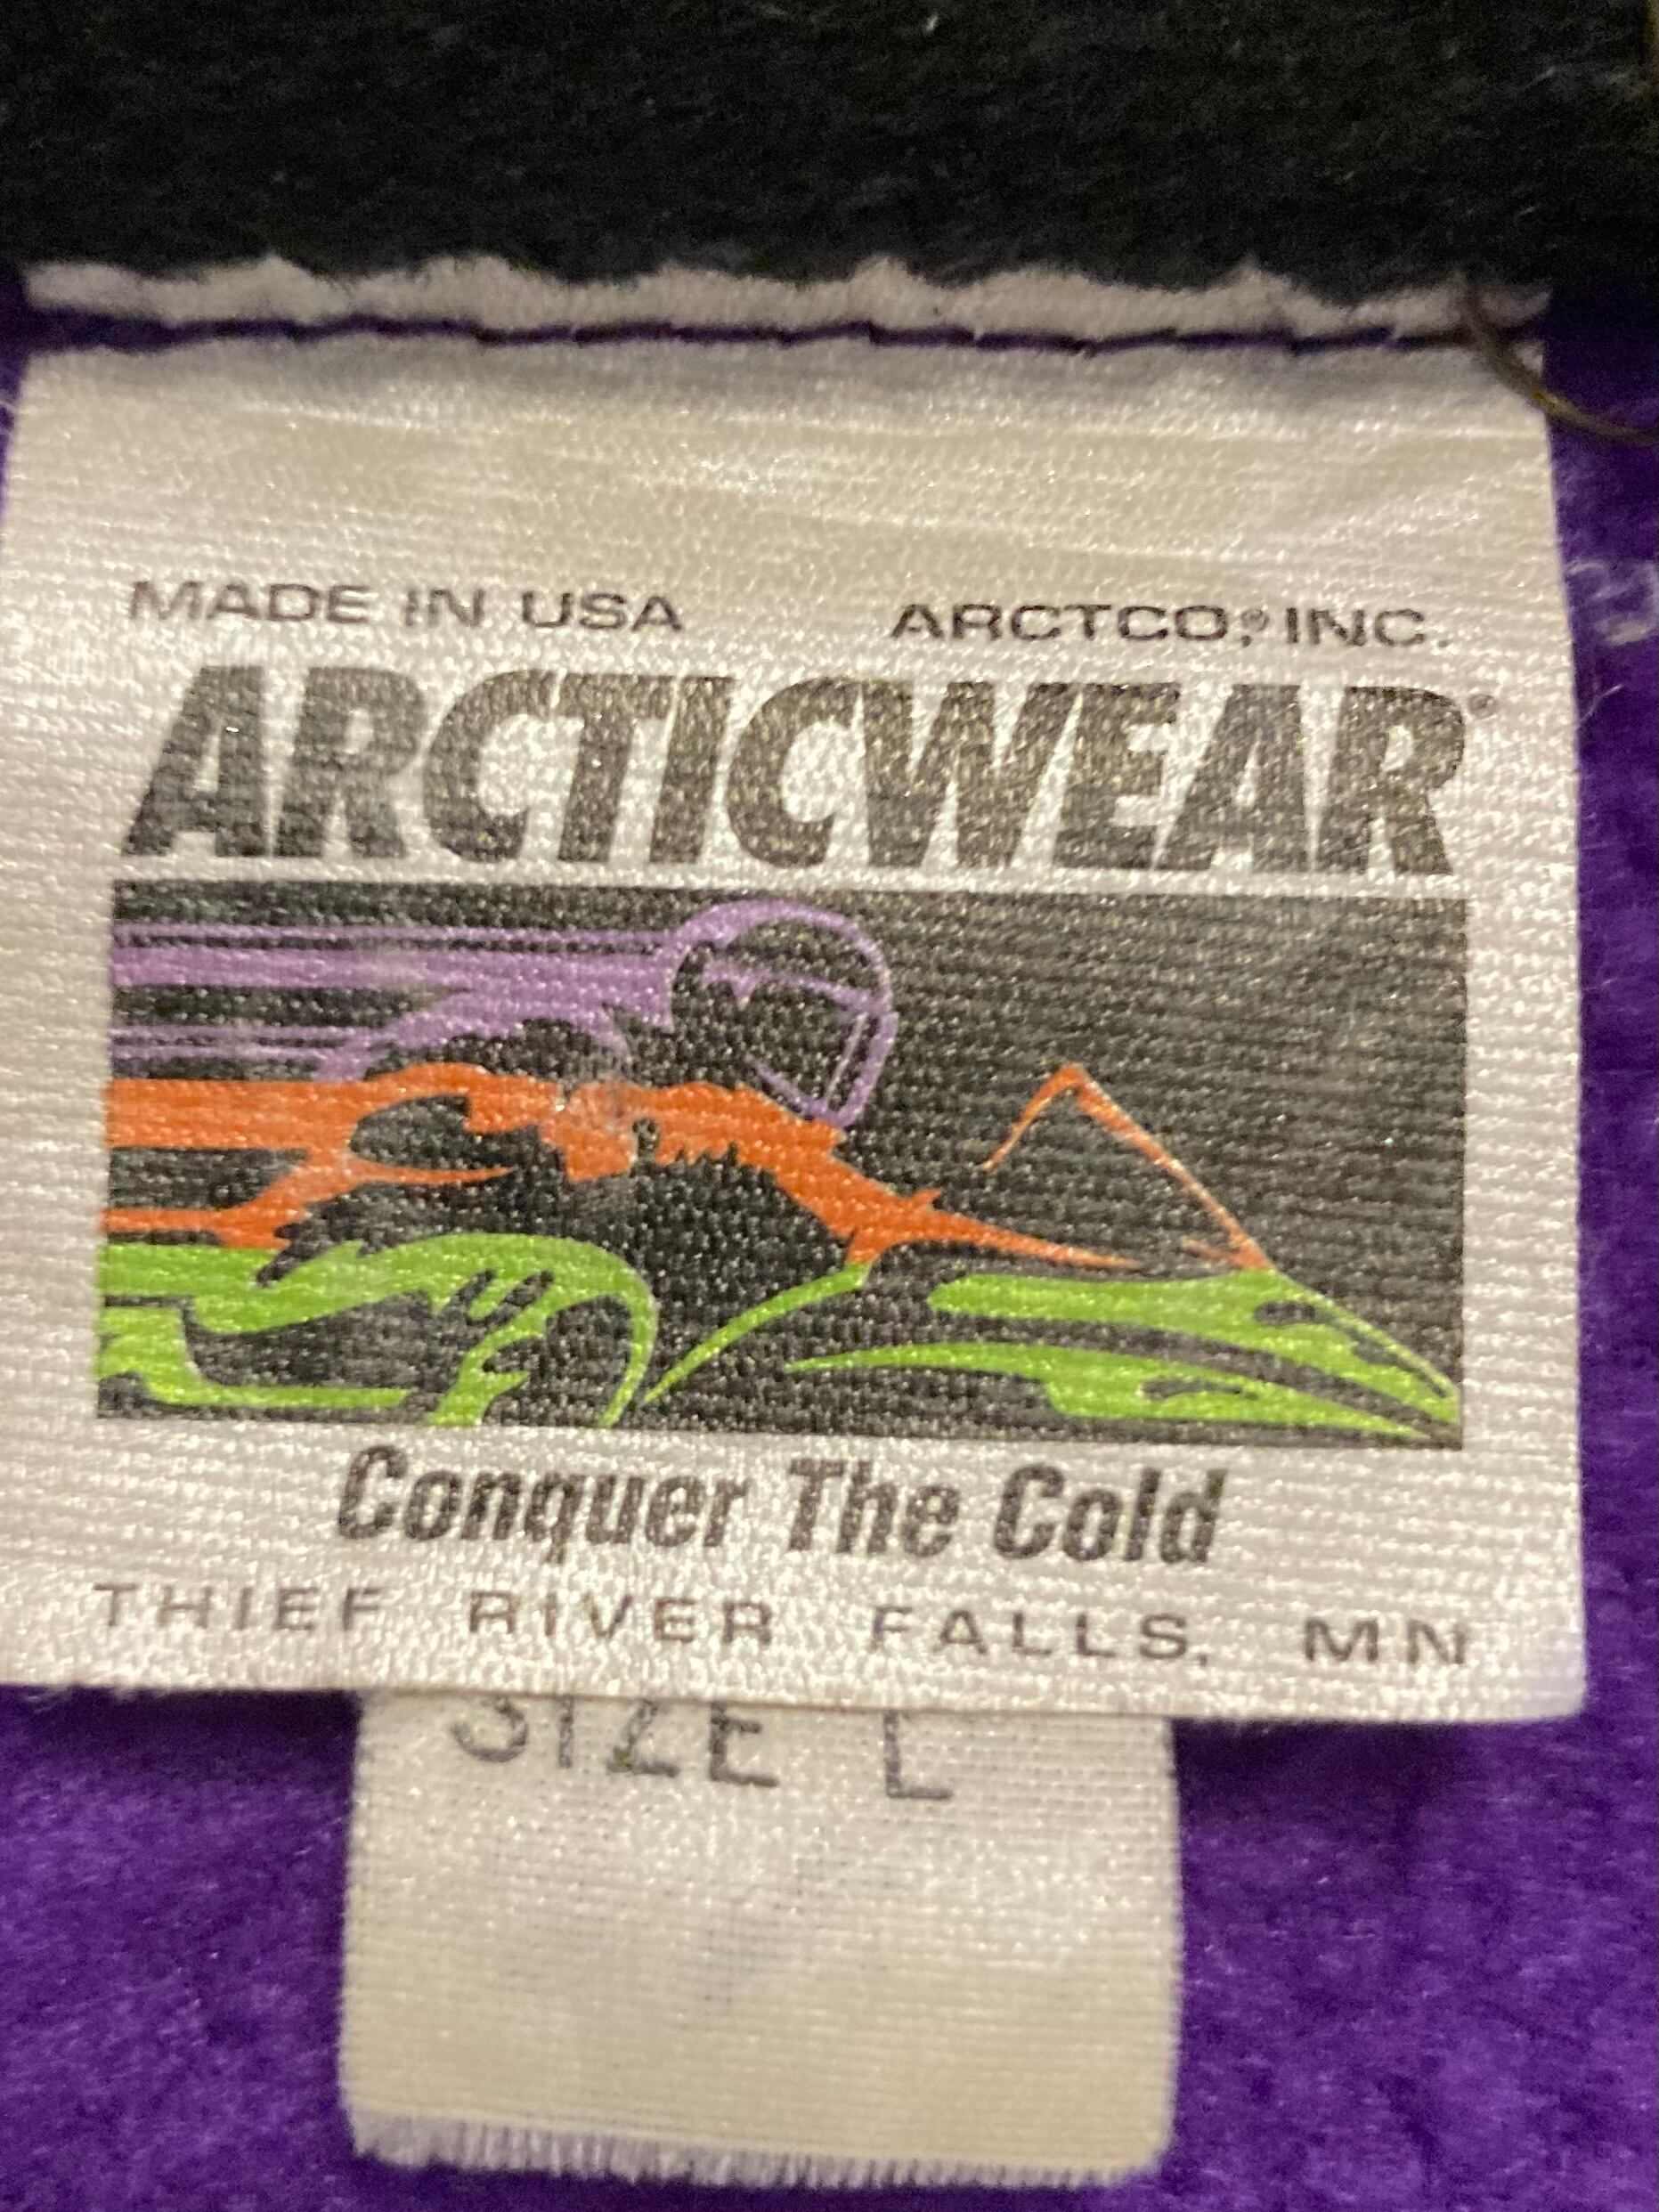 MADE IN USA ARCTCO,® INC.
ARCTICWEAR®
Conquer The Cold
THIEF RIVER FALLS, MN
SIZE L